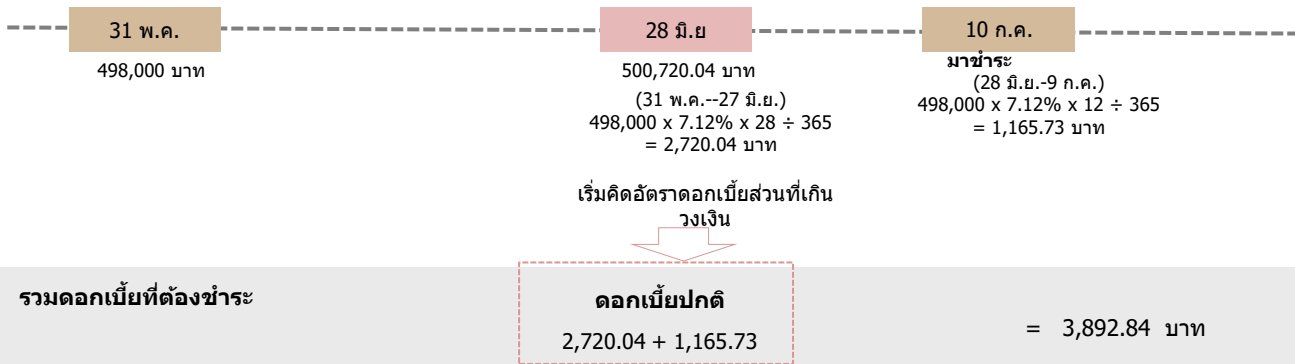 31 พ.ค.
28 มิ.ย
10 ก.ค.
498,000 บาท
500,720.04 บาท
(31 พ.ค.--27 มิ.ย.)
498,000 x 7.12% x 28 ÷ 365
= 2,720.04 บาท
มาชำระ
(28 มิ.ย.-9 ก.ค.)
498,000 x 7.12% x 12 ÷ 365
= 1,165.73 บาท
เริ่มคิดอัตราดอกเบี้ยส่วนที่เกิน
วงเงิน
รวมดอกเบี้ยที่ต้องชำระ
ดอกเบี้ยปกติ
2,720.04 + 1,165.73
= 3,892.84 บาท